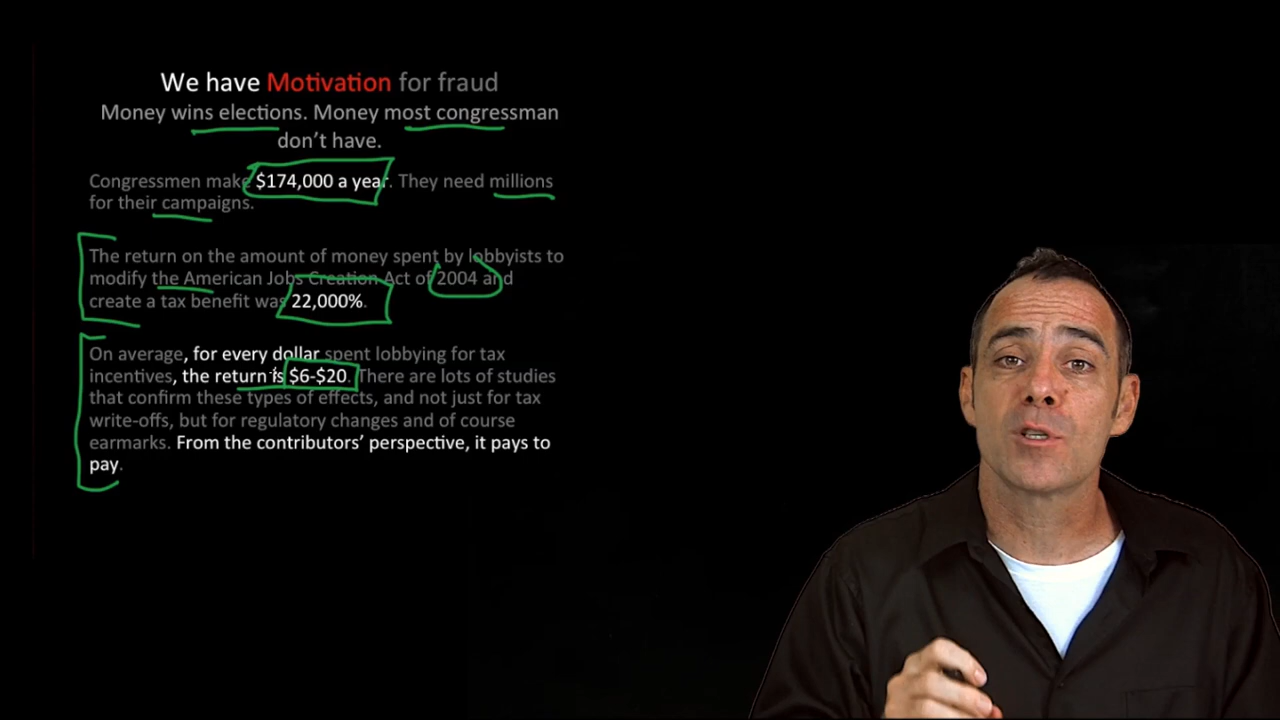 We have Motivation for fraud
Money wins elections. Money most congressman
don't have.
Congressmen make $174,000 a year. They need millions
for their campaigns.
The return on the amount of money spent by lobbyists to
modify the American Jobs Creation Act of 2004 and
create a tax benefit was 22,000%.
On average, for every dollar spent lobbying for tax
incentives, the return is $6-$20. There are lots of studies
that confirm these types of effects, and not just for tax
write-offs, but for regulatory changes and of course
earmarks. From the contributors' perspective, it pays to
pay.